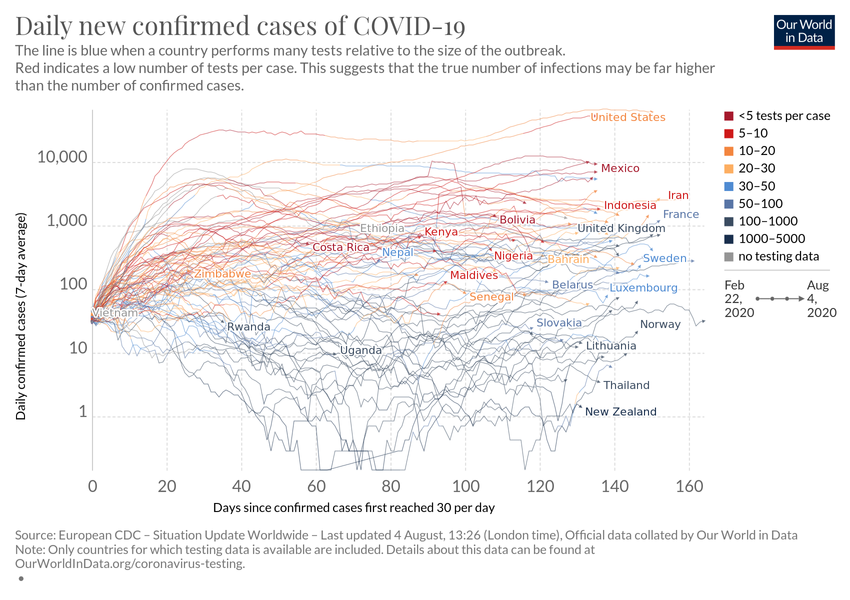 Daily new confirmed cases of COVID-19
Our World
in Data
The line is blue when a country performs many tests relative to the size of the outbreak.
Red indicates a low number of tests per case. This suggests that the true number of infections may be far higher
than the number of confirmed cases.
Daily confirmed cases (7-day average)
10,000
1,000
100
10
1
United States
Mexico
Iran
Indonesia
France
Bolivia
Ethiopia
United Kingdom
Kenya
Costa Rica
Nepal
Nigeria
Bahrain
Sweden
Zimbabwe
Maldives
Belarus
Luxembourg
Senegal
Vietnam
Slovakia
Norway
Rwanda
Lithuania
Uganda
Thailand
New Zealand
<5 tests per case
5–10
10–20
20–30
30–50
50–100
100–1000
1000–5000
no testing data
Feb
22,
2020
Aug
4,
2020
0 20 40 60 80 100 120 140 160
Days since confirmed cases first reached 30 per day
Source: European CDC – Situation Update Worldwide – Last updated 4 August, 13:26 (London time), Official data collated by Our World in Data
Note: Only countries for which testing data is available are included. Details about this data can be found at
OurWorldInData.org/coronavirus-testing.